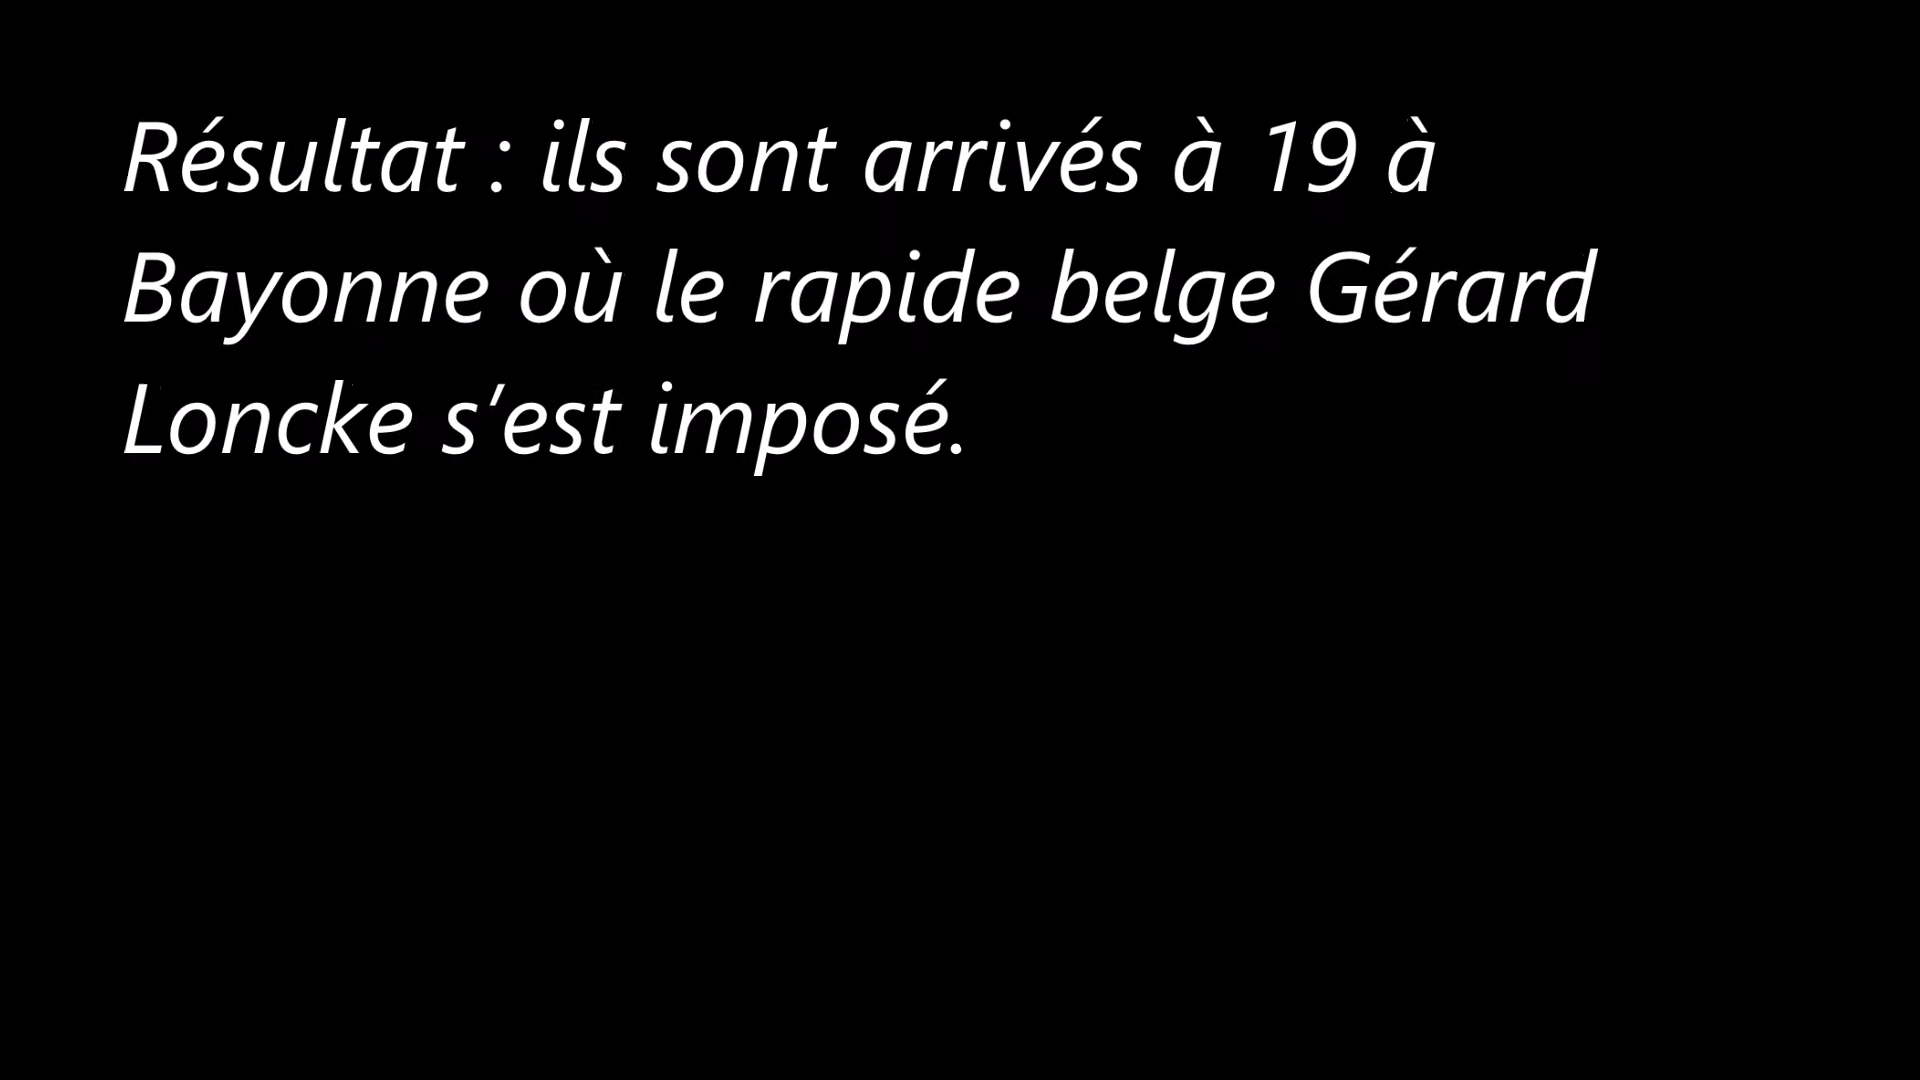 Résultat : ils sont arrivés à 19 à
Bayonne où le rapide belge Gérard
Loncke s’est imposé.